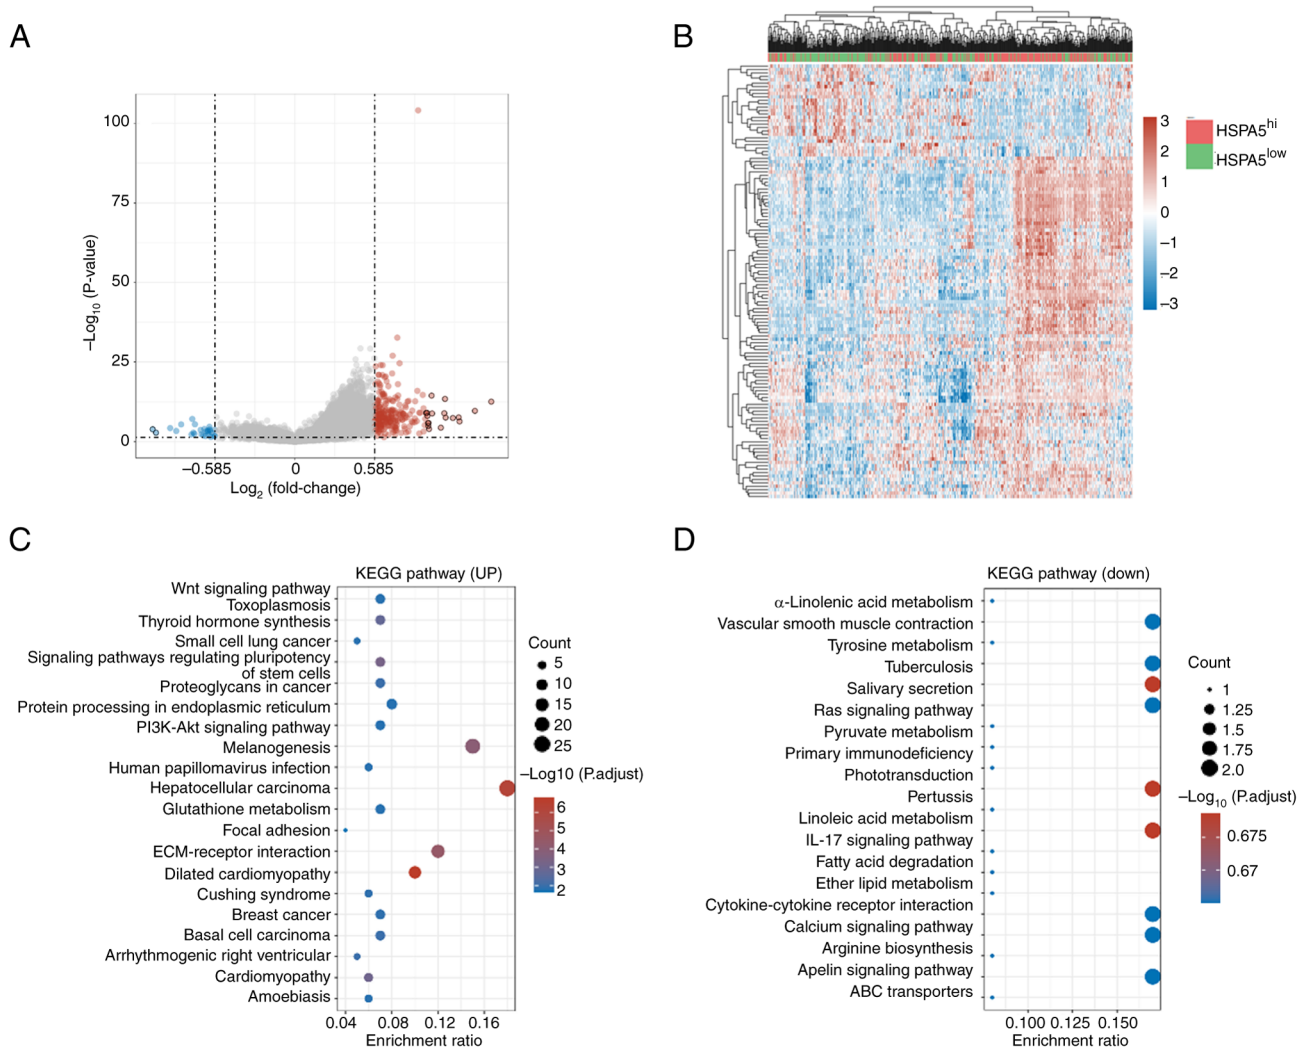 A
100
75
50
25
0
–Log10 (P-value)
–0.585
0
0.585
Log2 (fold-change)
B
3
2
1
0
–1
–2
–3
HSPA5hi
HSPA5low
C
KEGG pathway (UP)
Wnt signaling pathway
Toxoplasmosis
Thyroid hormone synthesis
Small cell lung cancer
Signaling pathways regulating pluripotency
of stem cells
Proteoglycans in cancer
Protein processing in endoplasmic reticulum
PI3K-Akt signaling pathway
Melanogenesis
Human papillomavirus infection
Hepatocellular carcinoma
Glutathione metabolism
Focal adhesion
ECM-receptor interaction
Dilated cardiomyopathy
Cushing syndrome
Breast cancer
Basal cell carcinoma
Arrhythmogenic right ventricular
Cardiomyopathy
Amoebiasis
0.04 0.08 0.12 0.16
Enrichment ratio
Count
5
10
15
20
25
–Log10 (P.adjust)
6
5
4
3
2
D
KEGG pathway (down)
α-Linolenic acid metabolism
Vascular smooth muscle contraction
Tyrosine metabolism
Tuberculosis
Salivary secretion
Ras signaling pathway
Pyruvate metabolism
Primary immunodeficiency
Phototransduction
Pertussis
Linoleic acid metabolism
IL-17 signaling pathway
Fatty acid degradation
Ether lipid metabolism
Cytokine-cytokine receptor interaction
Calcium signaling pathway
Arginine biosynthesis
Apelin signaling pathway
ABC transporters
0.100 0.125 0.150
Enrichment ratio
Count
1
1.25
1.5
1.75
2.0
–Log10 (P.adjust)
0.675
0.67